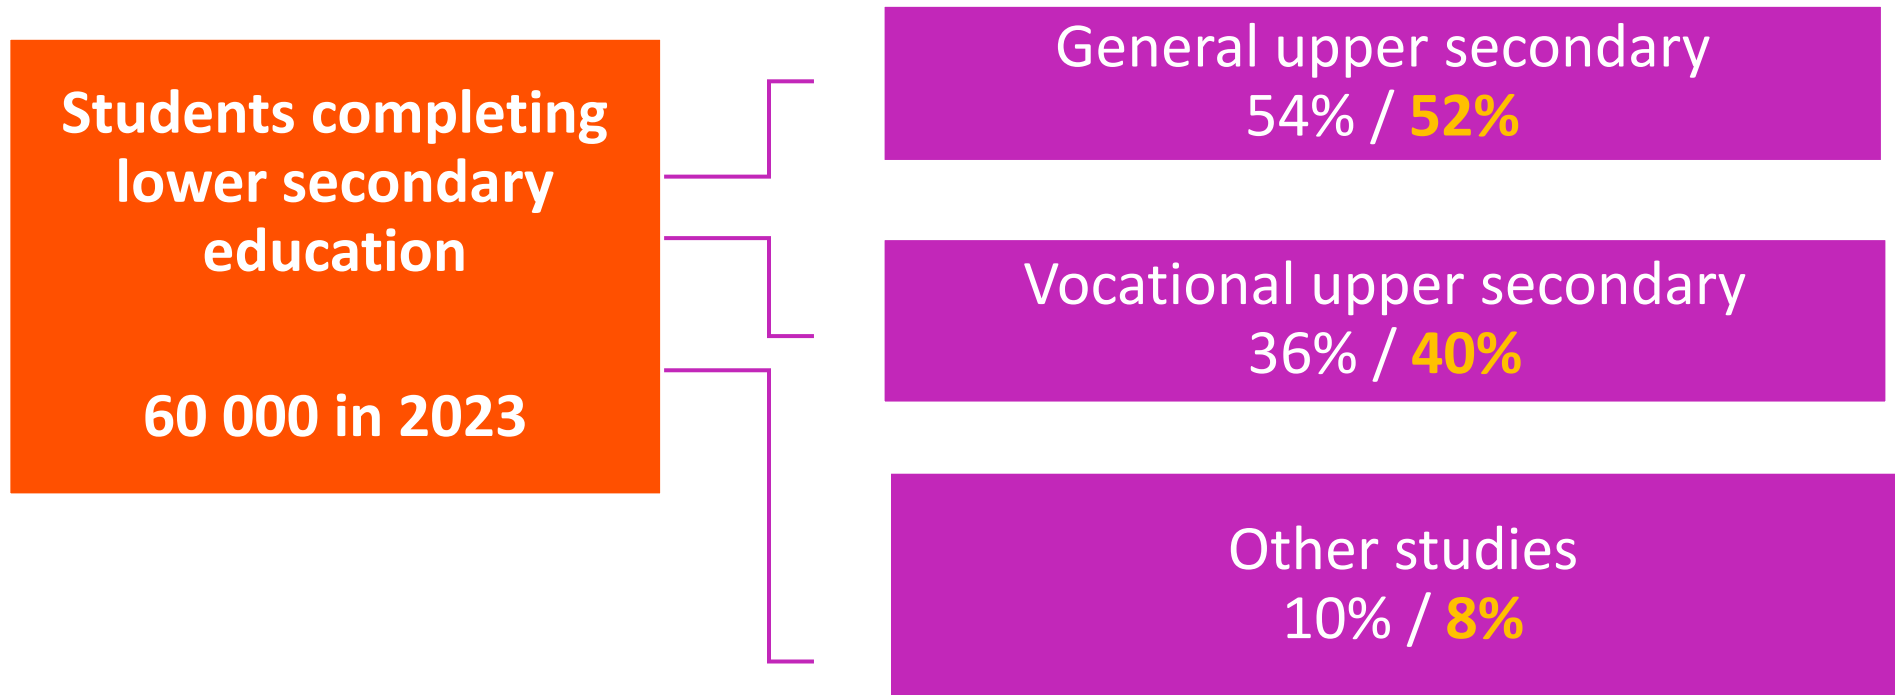 Students completing
lower secondary
education
60 000 in 2023
General upper secondary
54% / 52%
Vocational upper secondary
36% / 40%
Other studies
10% / 8%